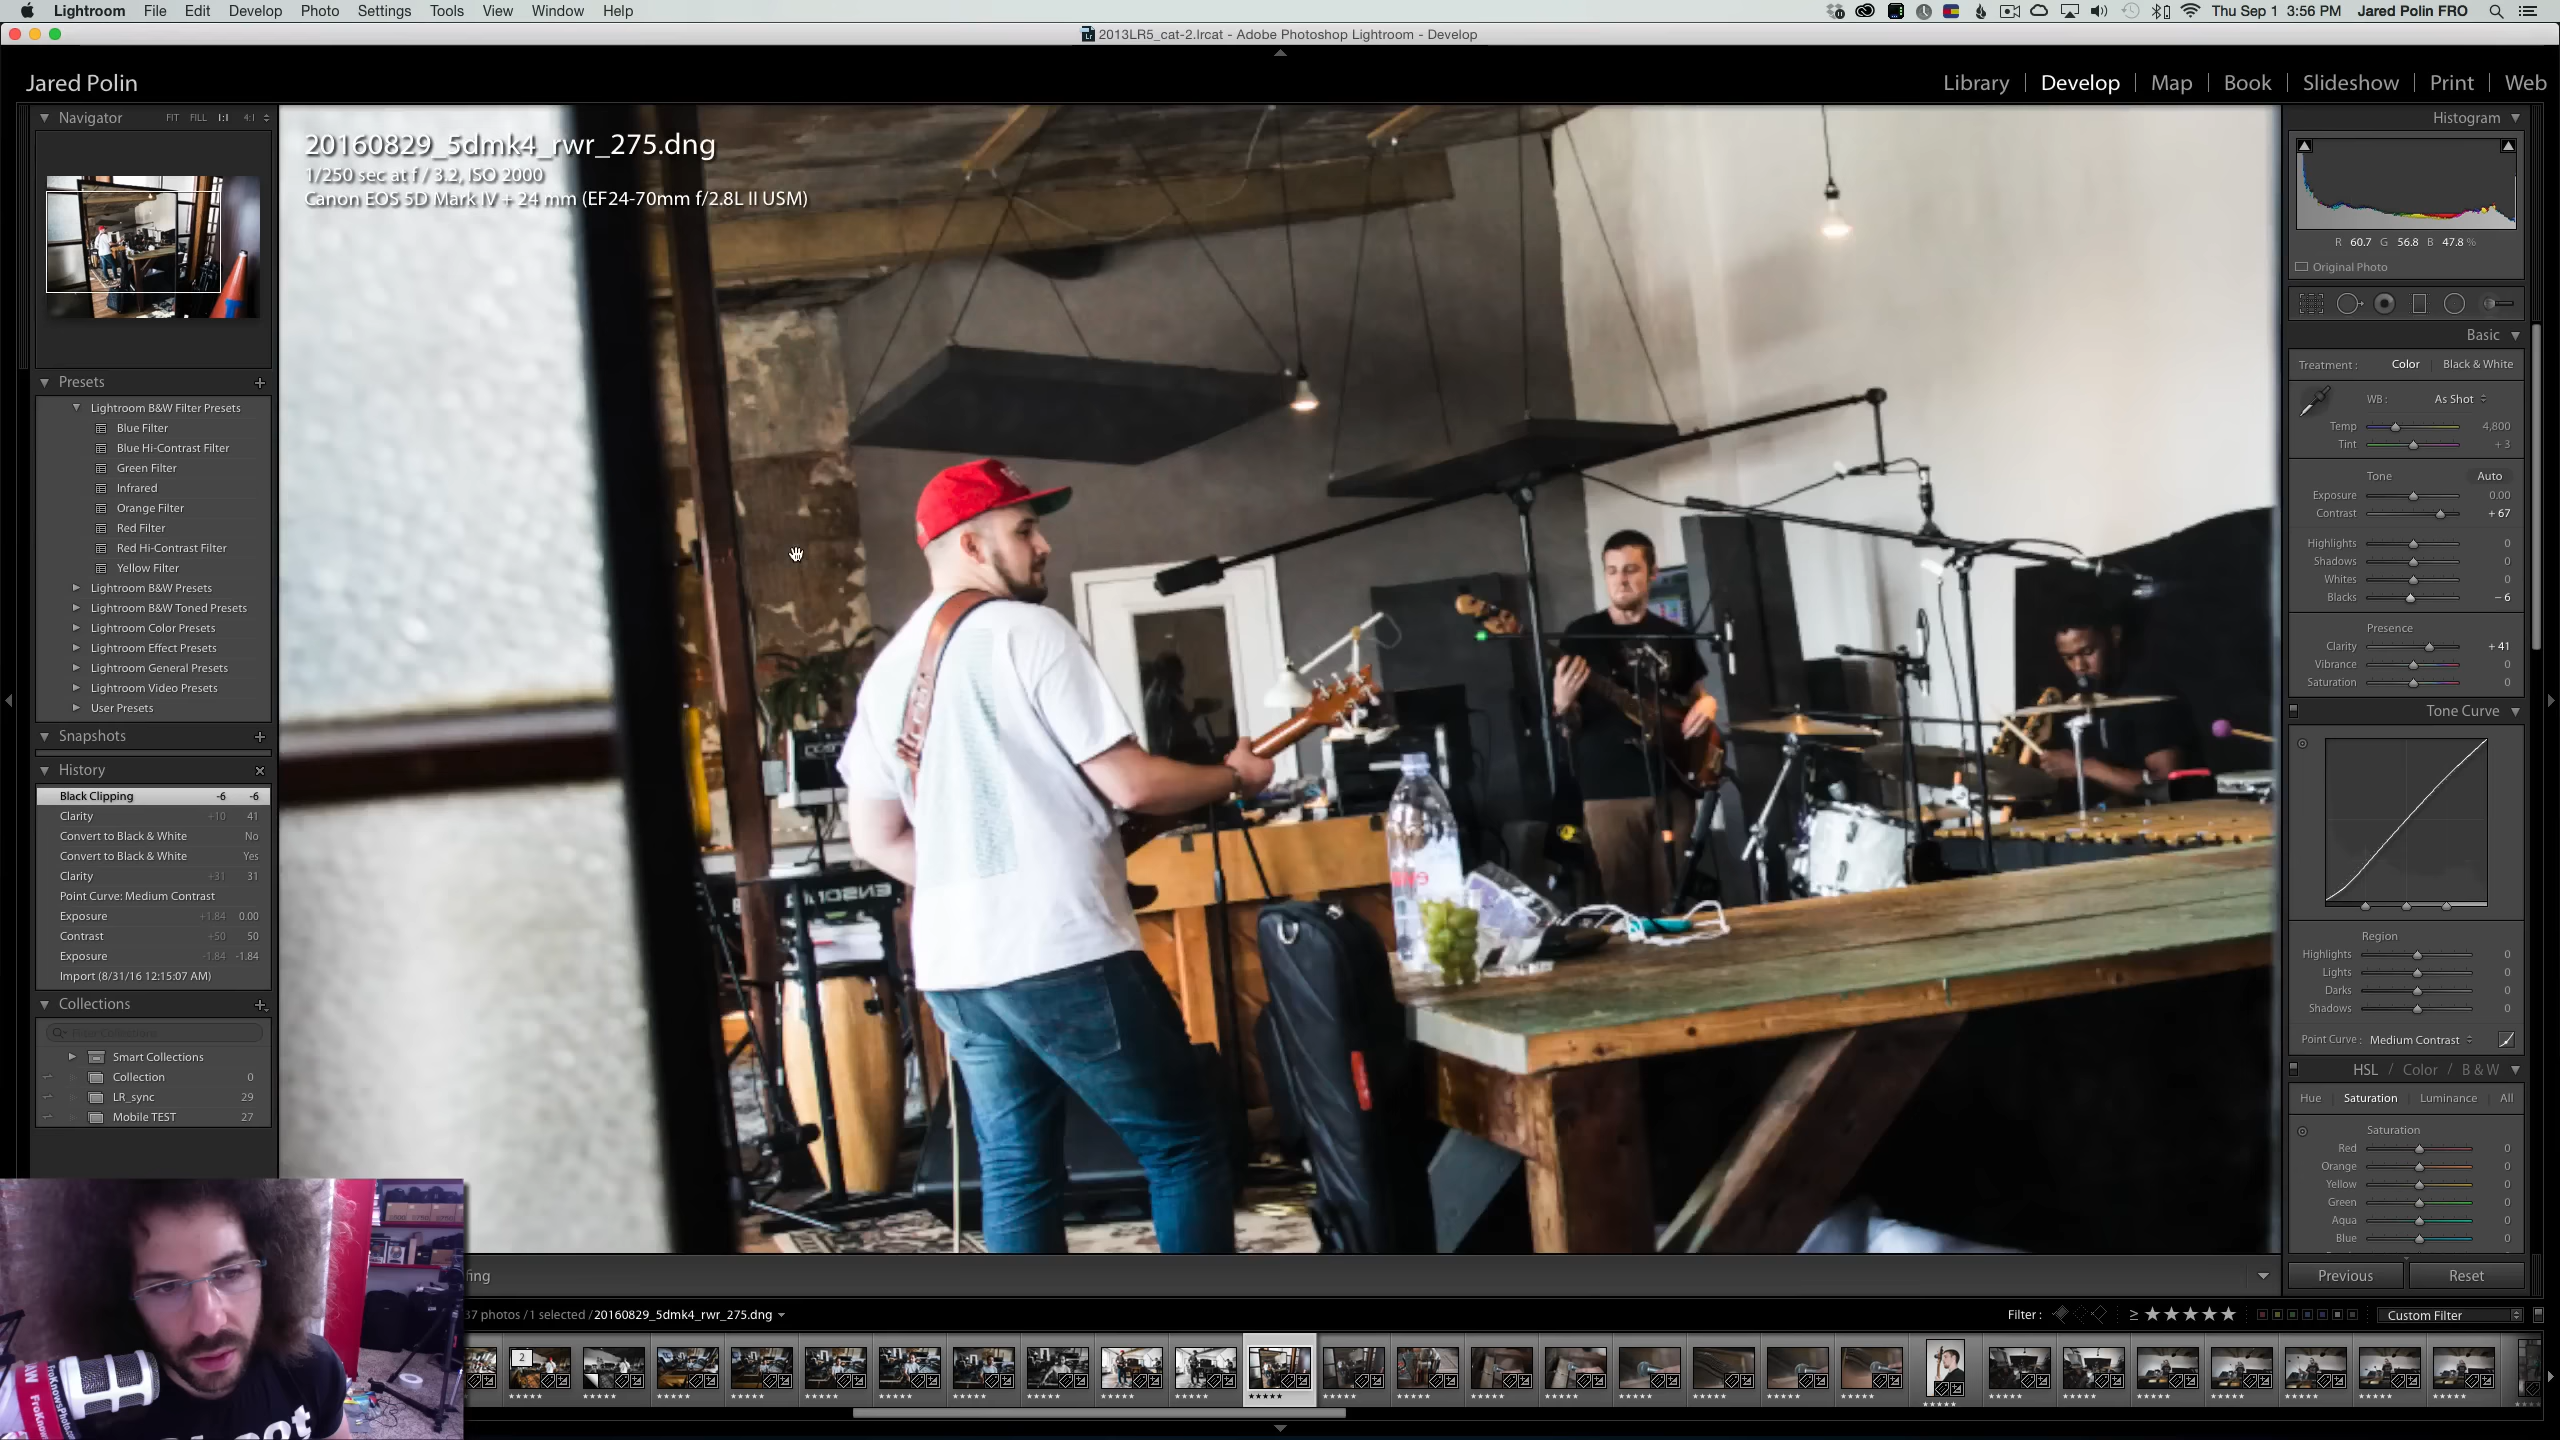 Lightroom File Edit Develop Photo Settings Tools View Window Help
Thu Sep 1 3:56 PM Jared Polin FRO
2013LR5_cat-2.lrcat - Adobe Photoshop Lightroom - Develop
Jared Polin
Library | Develop | Map | Book | Slideshow | Print | Web
Navigator FIT FILL 1:1 4:1
Presets
Lightroom B&W Filter Presets
Blue Filter
Blue Hi-Contrast Filter
Green Filter
Infrared
Orange Filter
Red Filter
Red Hi-Contrast Filter
Yellow Filter
Lightroom B&W Presets
Lightroom B&W Toned Presets
Lightroom Color Presets
Lightroom Effect Presets
Lightroom General Presets
Lightroom Video Presets
User Presets
Snapshots
History
Black Clipping -6 -6
Clarity +10 41
Convert to Black & White No
Convert to Black & White Yes
Clarity +31 31
Point Curve: Medium Contrast
Exposure +1.84 0.00
Contrast +50 50
Exposure -1.84 -1.84
Import (8/31/16 12:15:07 AM)
Collections
Filter Collections
Smart Collections
Collection 0
LR_sync 29
Mobile TEST 27
20160829_5dmk4_rwr_275.dng
1/250 sec at f / 3.2, ISO 2000
Canon EOS 5D Mark IV + 24 mm (EF24-70mm f/2.8L II USM)
Histogram
R 60.7 G 56.8 B 47.8 %
Original Photo
Basic
Treatment : Color | Black & White
WB : As Shot
Temp 4,800
Tint + 3
Tone Auto
Exposure 0.00
Contrast + 67
Highlights 0
Shadows 0
Whites 0
Blacks - 6
Presence
Clarity + 41
Vibrance 0
Saturation 0
Tone Curve
Region
Highlights 0
Lights 0
Darks 0
Shadows 0
Point Curve : Medium Contrast
HSL / Color / B & W
Hue Saturation Luminance All
Saturation
Red 0
Orange 0
Yellow 0
Green 0
Aqua 0
Blue 0
Previous Reset
fing
37 photos / 1 selected / 20160829_5dmk4_rwr_275.dng
Filter : ≥ ★★★★★ Custom Filter
2
FroKnowsPhoto.com